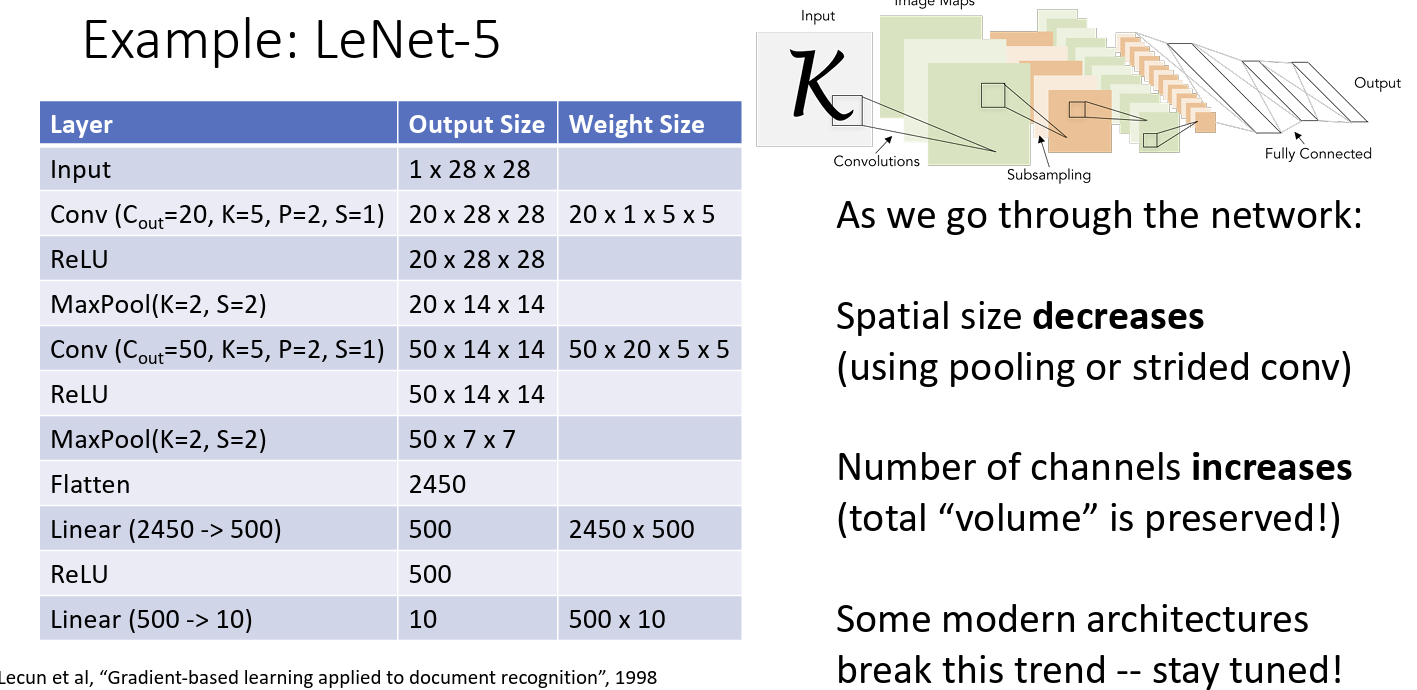 Example: LeNet-5
Layer Output Size Weight Size
Input 1 x 28 x 28
Conv (Cout=20, K=5, P=2, S=1) 20 x 28 x 28 20 x 1 x 5 x 5
ReLU 20 x 28 x 28
MaxPool(K=2, S=2) 20 x 14 x 14
Conv (Cout=50, K=5, P=2, S=1) 50 x 14 x 14 50 x 20 x 5 x 5
ReLU 50 x 14 x 14
MaxPool(K=2, S=2) 50 x 7 x 7
Flatten 2450
Linear (2450 -> 500) 500 2450 x 500
ReLU 500
Linear (500 -> 10) 10 500 x 10
Lecun et al, “Gradient-based learning applied to document recognition”, 1998
Image Maps
Input
K
Output
Convolutions
Subsampling
Fully Connected
As we go through the network:
Spatial size decreases
(using pooling or strided conv)
Number of channels increases
(total “volume” is preserved!)
Some modern architectures
break this trend -- stay tuned!